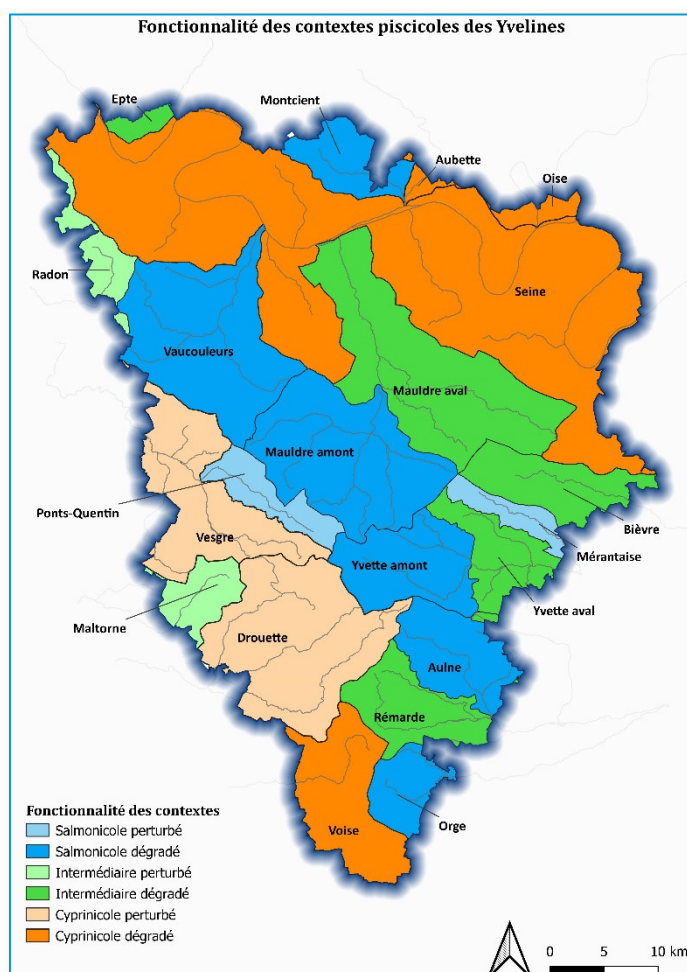 Fonctionnalité des contextes piscicoles des Yvelines
Epte
Montcient
Aubette
Oise
Radon
Seine
Vaucouleurs
Mauldre aval
Mauldre amont
Ponts-Quentin
Bièvre
Vesgre
Mérantaise
Yvette amont
Yvette aval
Maltorne
Drouette
Aulne
Rémarde
Orge
Voise
Fonctionnalité des contextes
Salmonicole perturbé
Salmonicole dégradé
Intermédiaire perturbé
Intermédiaire dégradé
Cyprinicole perturbé
Cyprinicole dégradé
0 5 10 km